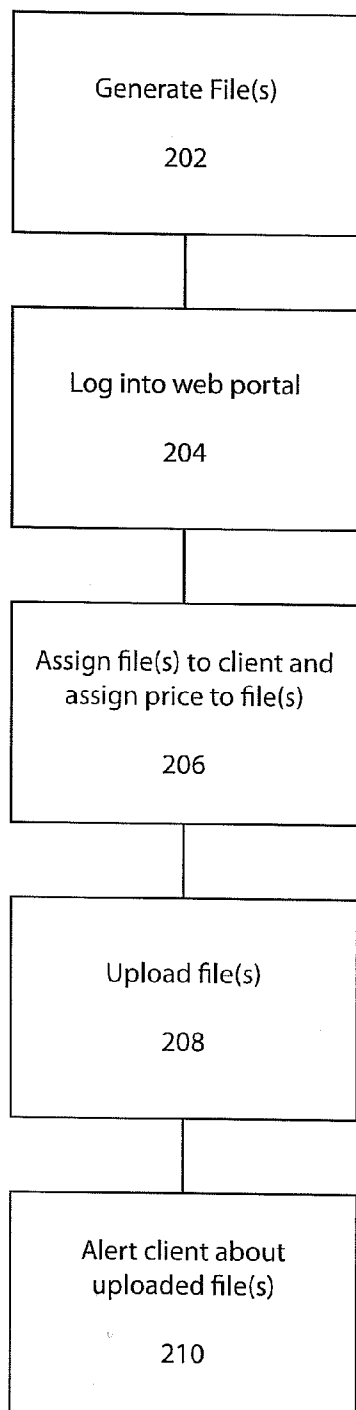 Generate File(s)
202
Log into web portal
204
Assign file(s) to client and
assign price to file(s)
206
Upload file(s)
208
Alert client about
uploaded file(s)
210